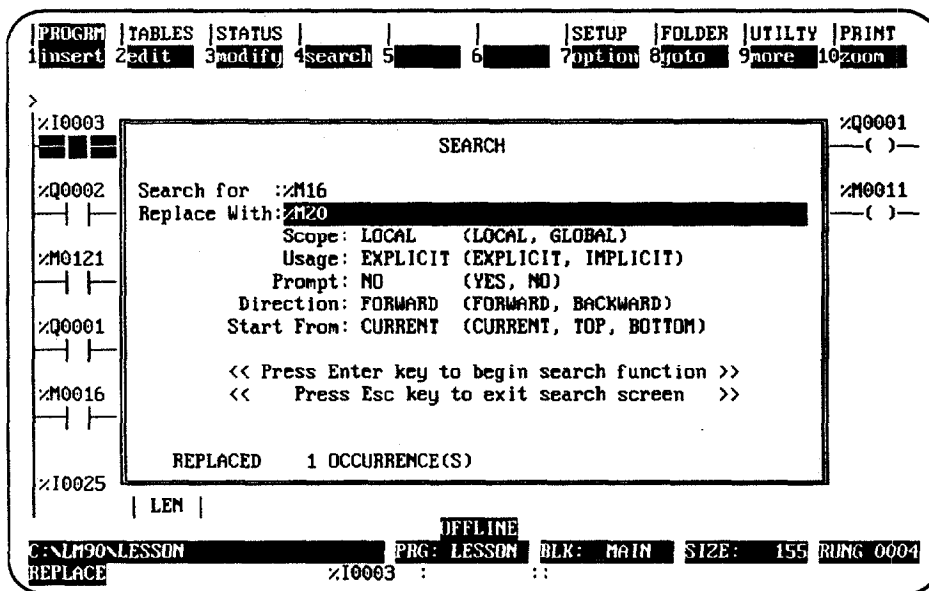 PROGRM |TABLES |STATUS | | | |SETUP |FOLDER |UTILTY |PRINT
1insert 2edit 3modify 4search 5 6 7option 8goto 9more 10zoom
>
%I0003 %Q0001
SEARCH
%Q0002 Search for :%M16 %M0011
Replace With:%M20
Scope: LOCAL (LOCAL, GLOBAL)
%M0121 Usage: EXPLICIT (EXPLICIT, IMPLICIT)
Prompt: NO (YES, NO)
Direction: FORWARD (FORWARD, BACKWARD)
%Q0001 Start From: CURRENT (CURRENT, TOP, BOTTOM)
<< Press Enter key to begin search function >>
%M0016 << Press Esc key to exit search screen >>
REPLACED 1 OCCURRENCE(S)
%I0025
| LEN |
OFFLINE
C:\LM90\LESSON PRG: LESSON BLK: MAIN SIZE: 155 RUNG 0004
REPLACE %I0003 : ::